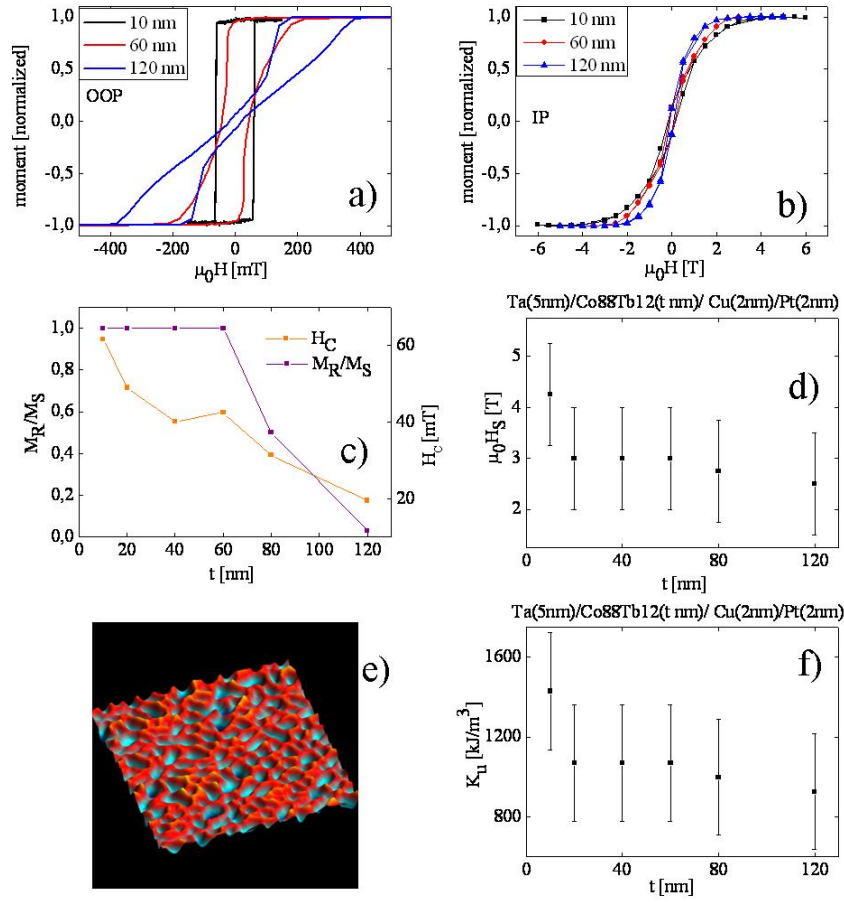 10 nm
60 nm
120 nm
OOP
a)
moment [normalized]
1,0
0,5
0,0
-0,5
-1,0
-400 -200 0 200 400
μ0H [mT]
10 nm
60 nm
120 nm
IP
b)
moment [normalized]
1,0
0,5
0,0
-0,5
-1,0
-6 -4 -2 0 2 4 6
μ0H [T]
HC
MR/MS
c)
MR/MS
1,0
0,8
0,6
0,4
0,2
0,0
60
40
20
HC [mT]
0 20 40 60 80 100 120
t [nm]
Ta(5nm)/Co88Tb12(t nm)/ Cu(2nm)/Pt(2nm)
d)
μ0HS [T]
5
4
3
2
0 40 80 120
t [nm]
e)
Ta(5nm)/Co88Tb12(t nm)/ Cu(2nm)/Pt(2nm)
f)
Ku [kJ/m³]
1600
1200
800
0 40 80 120
t [nm]